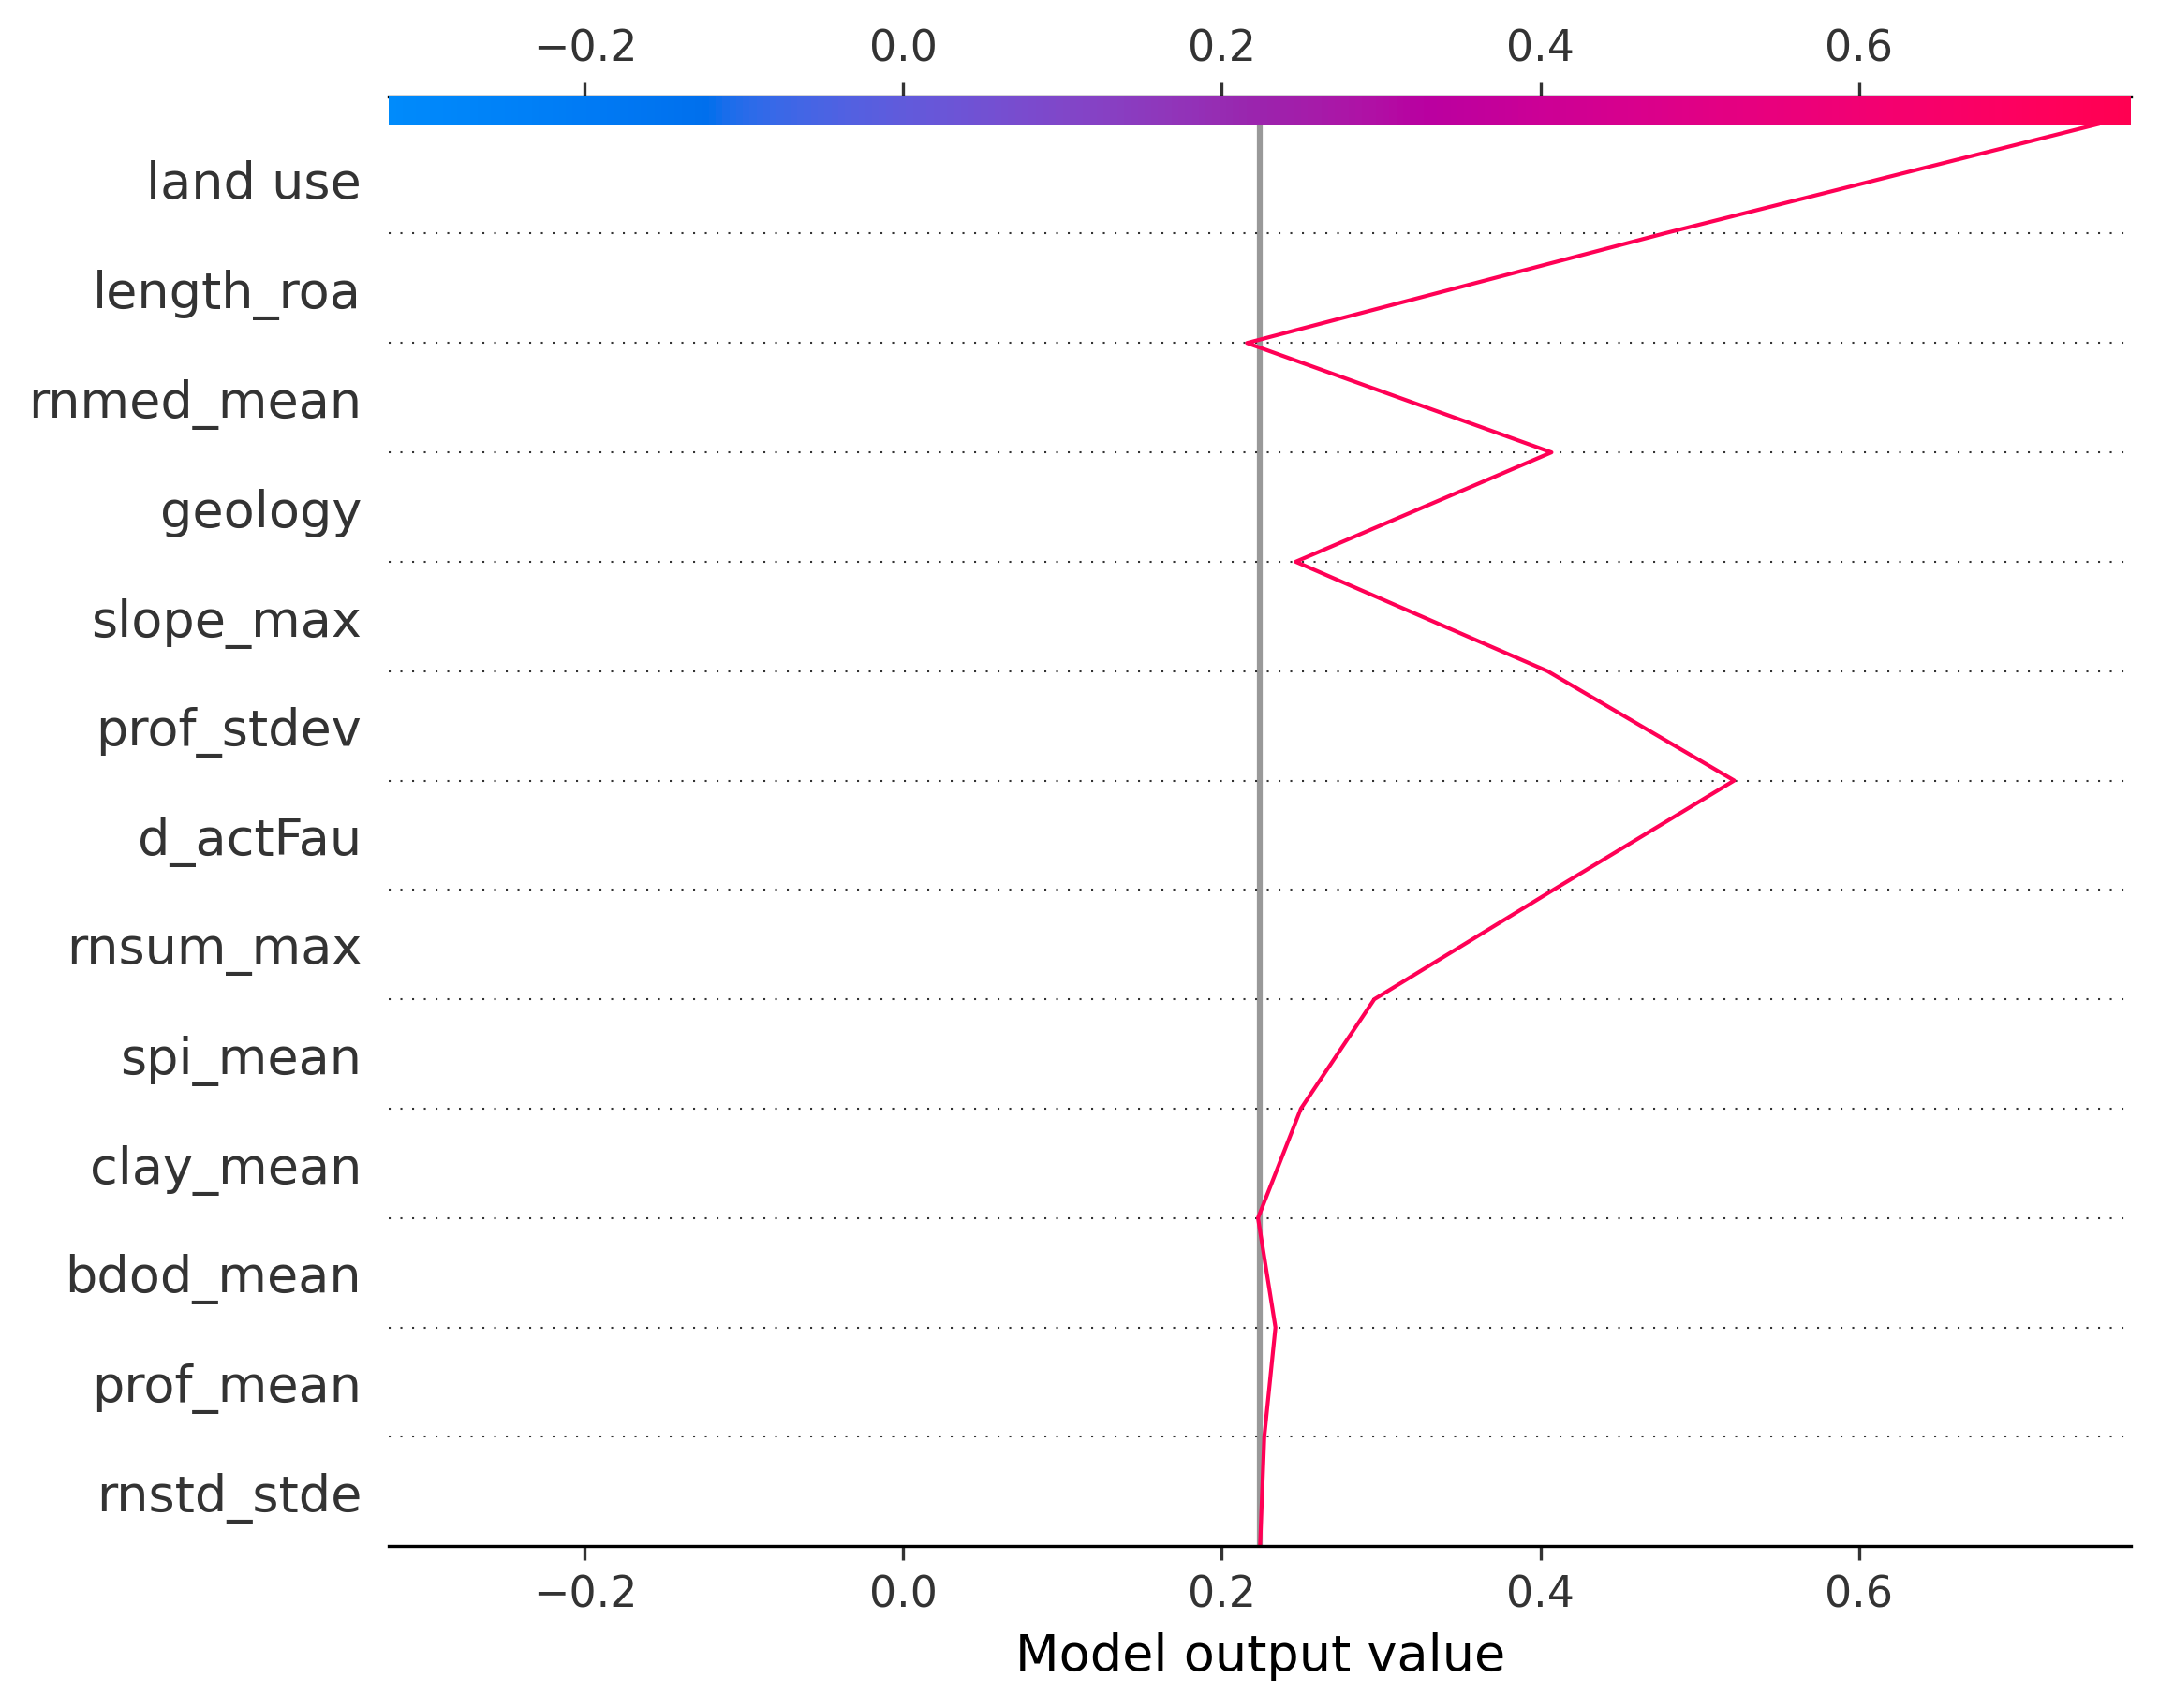 −0.2 0.0 0.2 0.4 0.6
land use
length_roa
rnmed_mean
geology
slope_max
prof_stdev
d_actFau
rnsum_max
spi_mean
clay_mean
bdod_mean
prof_mean
rnstd_stde
−0.2 0.0 0.2 0.4 0.6
Model output value